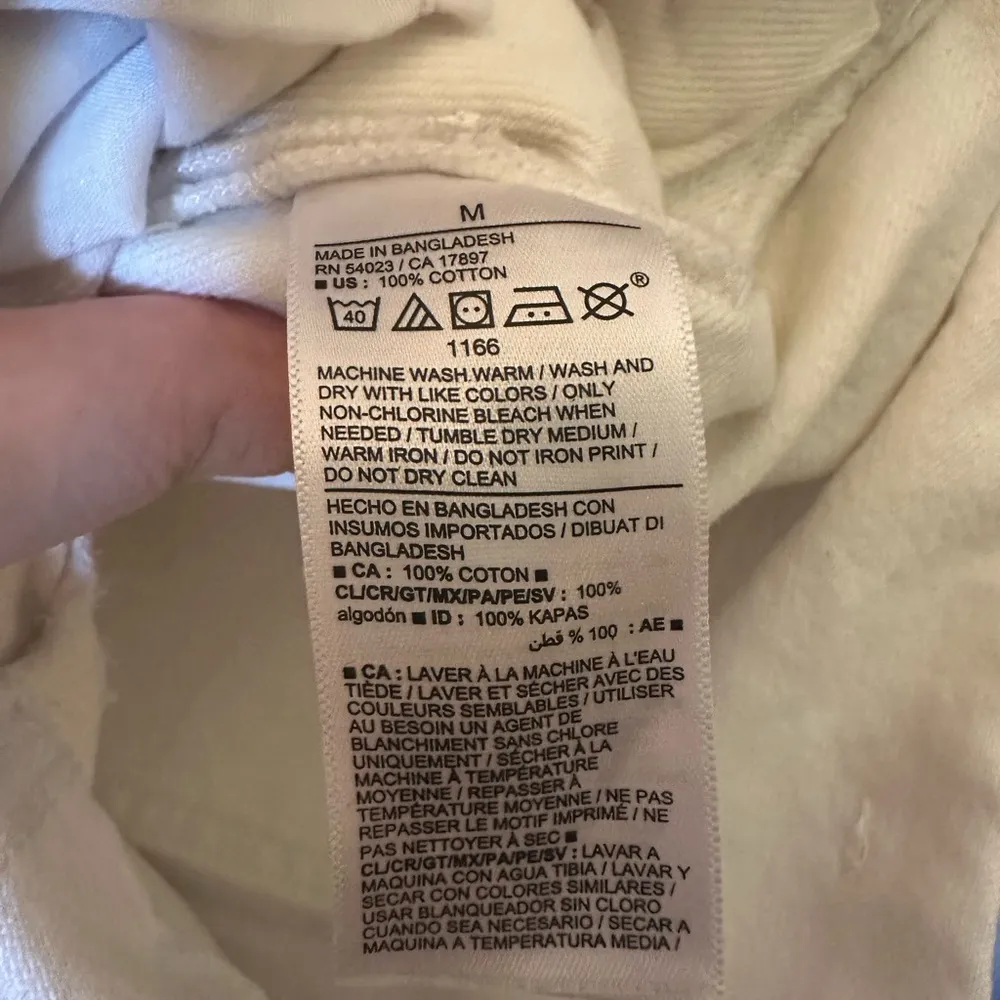 M
MADE IN BANGLADESH
RN 54023 / CA 17897
■ US : 100% COTTON
40 ®
1166
MACHINE WASH WARM / WASH AND
DRY WITH LIKE COLORS / ONLY
NON-CHLORINE BLEACH WHEN
NEEDED / TUMBLE DRY MEDIUM /
WARM IRON / DO NOT IRON PRINT /
DO NOT DRY CLEAN
HECHO EN BANGLADESH CON
INSUMOS IMPORTADOS / DIBUAT DI
BANGLADESH
■ CA : 100% COTON ■
CL/CR/GT/MX/PA/PE/SV : 100%
algodón ■ ID : 100% KAPAS
■ AE : 100 % قطن
■ CA : LAVER À LA MACHINE À L'EAU
TIÈDE / LAVER ET SÉCHER AVEC DES
COULEURS SEMBLABLES / UTILISER
AU BESOIN UN AGENT DE
BLANCHIMENT SANS CHLORE
UNIQUEMENT / SÉCHER À LA
MACHINE À TEMPÉRATURE
MOYENNE / REPASSER À
TEMPÉRATURE MOYENNE / NE PAS
REPASSER LE MOTIF IMPRIMÉ / NE
PAS NETTOYER À SEC ■
CL/CR/GT/MX/PA/PE/SV : LAVAR A
MAQUINA CON AGUA TIBIA / LAVAR Y
SECAR CON COLORES SIMILARES /
USAR BLANQUEADOR SIN CLORO
CUANDO SEA NECESARIO / SECAR A
MAQUINA A TEMPERATURA MEDIA /